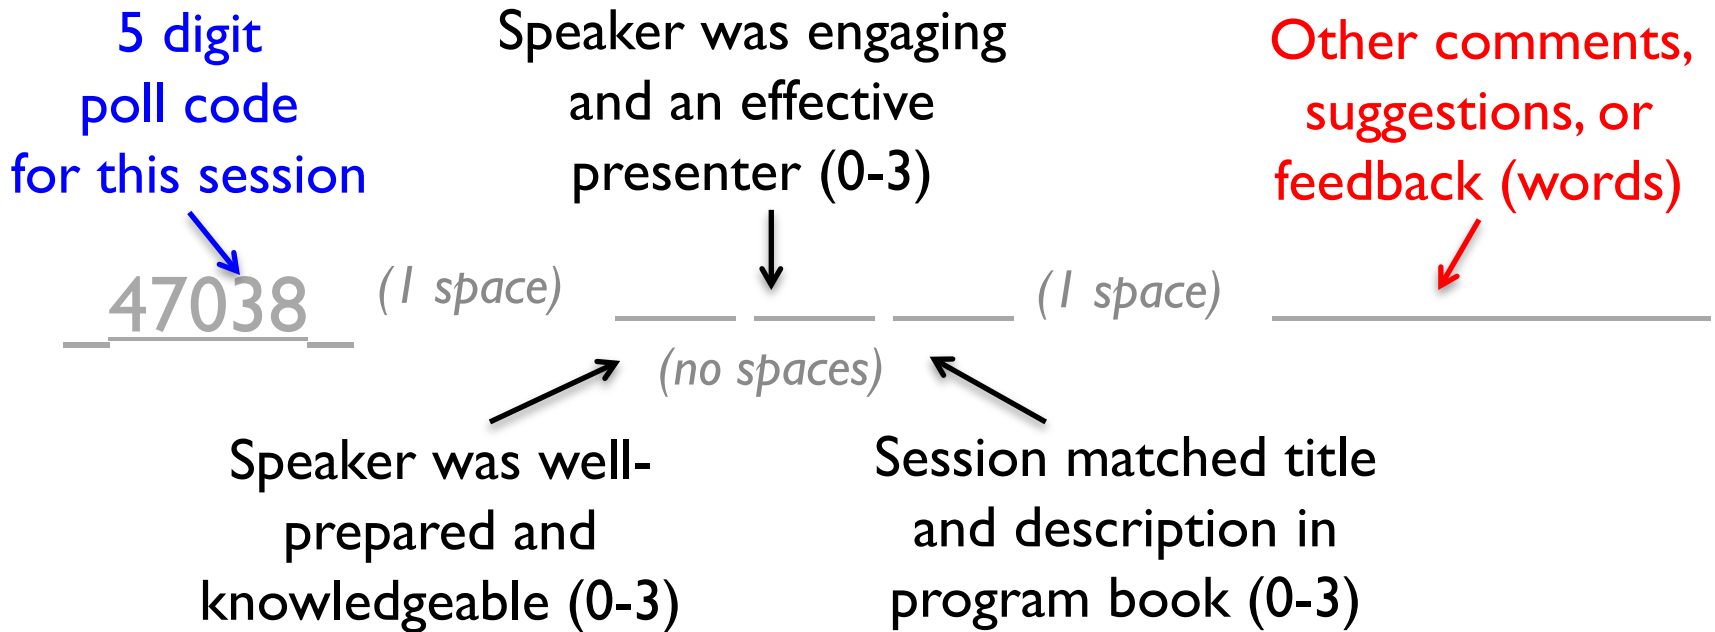 5 digit
poll code
for this session
Speaker was engaging
and an effective
presenter (0-3)
Other comments,
suggestions, or
feedback (words)
47038
(1 space)
(1 space)
(no spaces)
Speaker was well-
prepared and
knowledgeable (0-3)
Session matched title
and description in
program book (0-3)